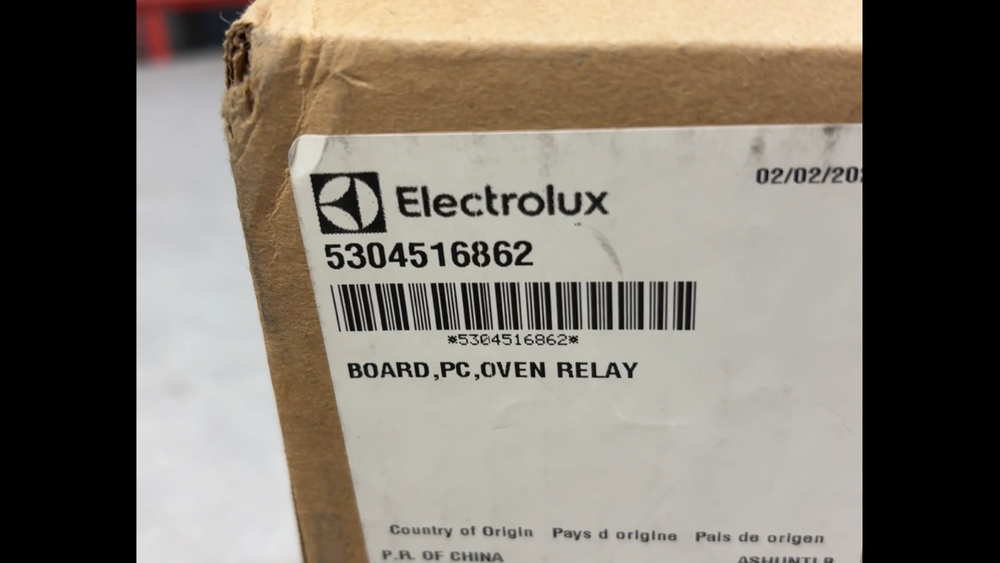 02/02/20
Electrolux
5304516862
*5304516862*
BOARD,PC,OVEN RELAY
Country of Origin Pays d origine Pais de origen
P.R. OF CHINA